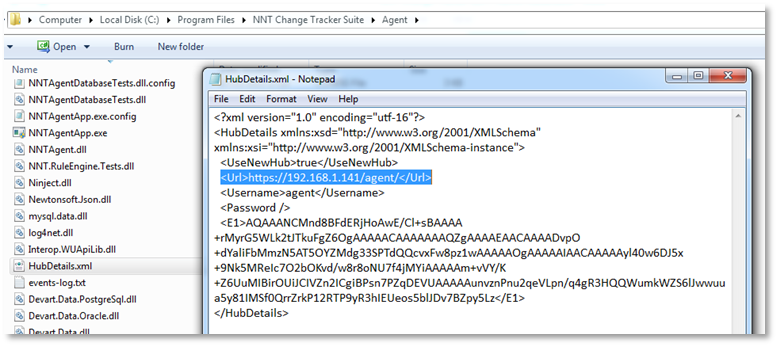 Computer ▸ Local Disk (C:) ▸ Program Files ▸ NNT Change Tracker Suite ▸ Agent ▸
Open Burn New folder
Name
NNTAgentDatabaseTests.dll.config
NNTAgentDatabaseTests.dll
NNTAgentApp.exe.config
NNTAgentApp.exe
NNTAgent.dll
NNT.RuleEngine.Tests.dll
Ninject.dll
Newtonsoft.Json.dll
mysql.data.dll
log4net.dll
Interop.WUApiLib.dll
HubDetails.xml
events-log.txt
Devart.Data.PostgreSql.dll
Devart.Data.Oracle.dll
Devart.Data.dll
HubDetails.xml - Notepad
File Edit Format View Help
<?xml version="1.0" encoding="utf-16"?>
<HubDetails xmlns:xsd="http://www.w3.org/2001/XMLSchema"
xmlns:xsi="http://www.w3.org/2001/XMLSchema-instance">
<UseNewHub>true</UseNewHub>
<Url>https://192.168.1.141/agent/</Url>
<Username>agent</Username>
<Password />
<E1>AQAAANCMnd8BFdERjHoAwE/Cl+sBAAAA
+rMyrG5WLk2tJTkuFgZ6OgAAAAACAAAAAAAQZgAAAAEAACAAAADvpO
+dYaliFbMmzN5AT5OYZMdg33SPTdQQcvxFw8pz1wAAAAAOgAAAAAIAACAAAAAyl40w6DJ5x
+9Nk5MReIc7O2bOKvd/w8r8oNU7f4jMYiAAAAAm+vVY/K
+Z6UuMIBirOUiJCIVZn2ICgiBPsn7PZqDEVUAAAAAunvznPnu2qeVLpn/q4gR3HQQWumkWZS6lJwwuu
a5y81IMSf0QrrZrkP12RTP9yR3hIEUeos5blJDv7BZpy5Lz</E1>
</HubDetails>